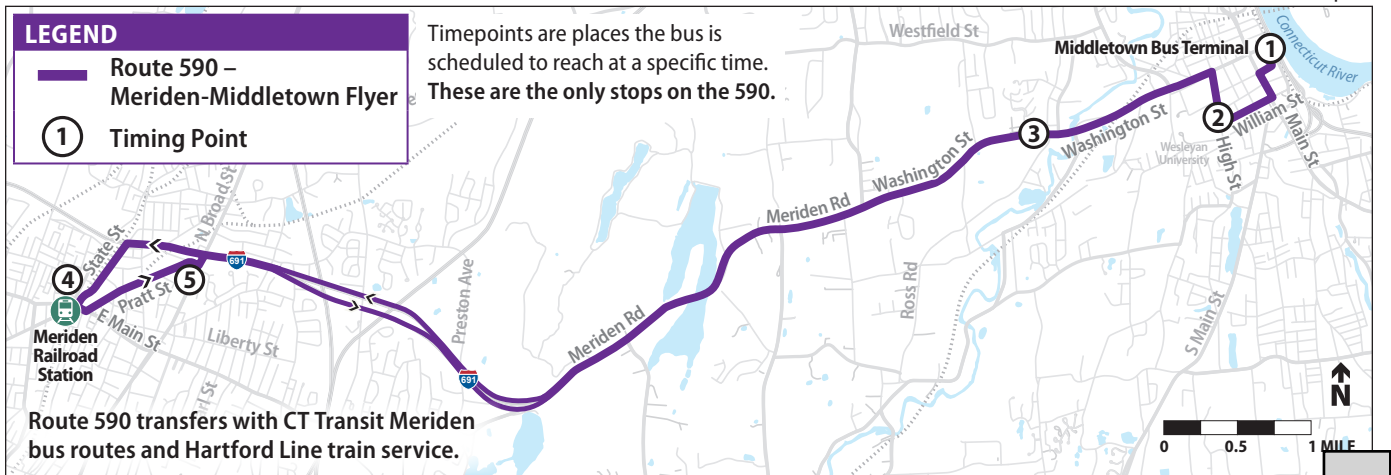 LEGEND
Route 590 –
Meriden-Middletown Flyer
1 Timing Point
Timepoints are places the bus is
scheduled to reach at a specific time.
These are the only stops on the 590.
Westfield St
Middletown Bus Terminal 1
Connecticut River
Washington St
2
William St
Main St
High St
Wesleyan
University
3
Washington St
Meriden Rd
Ross Rd
S Main St
Meriden Rd
Preston Ave
691
691
N Broad St
State St
4
5
Pratt St
E Main St
Liberty St
Meriden
Railroad
Station
Route 590 transfers with CT Transit Meriden
bus routes and Hartford Line train service.
N
0 0.5 1 MILE